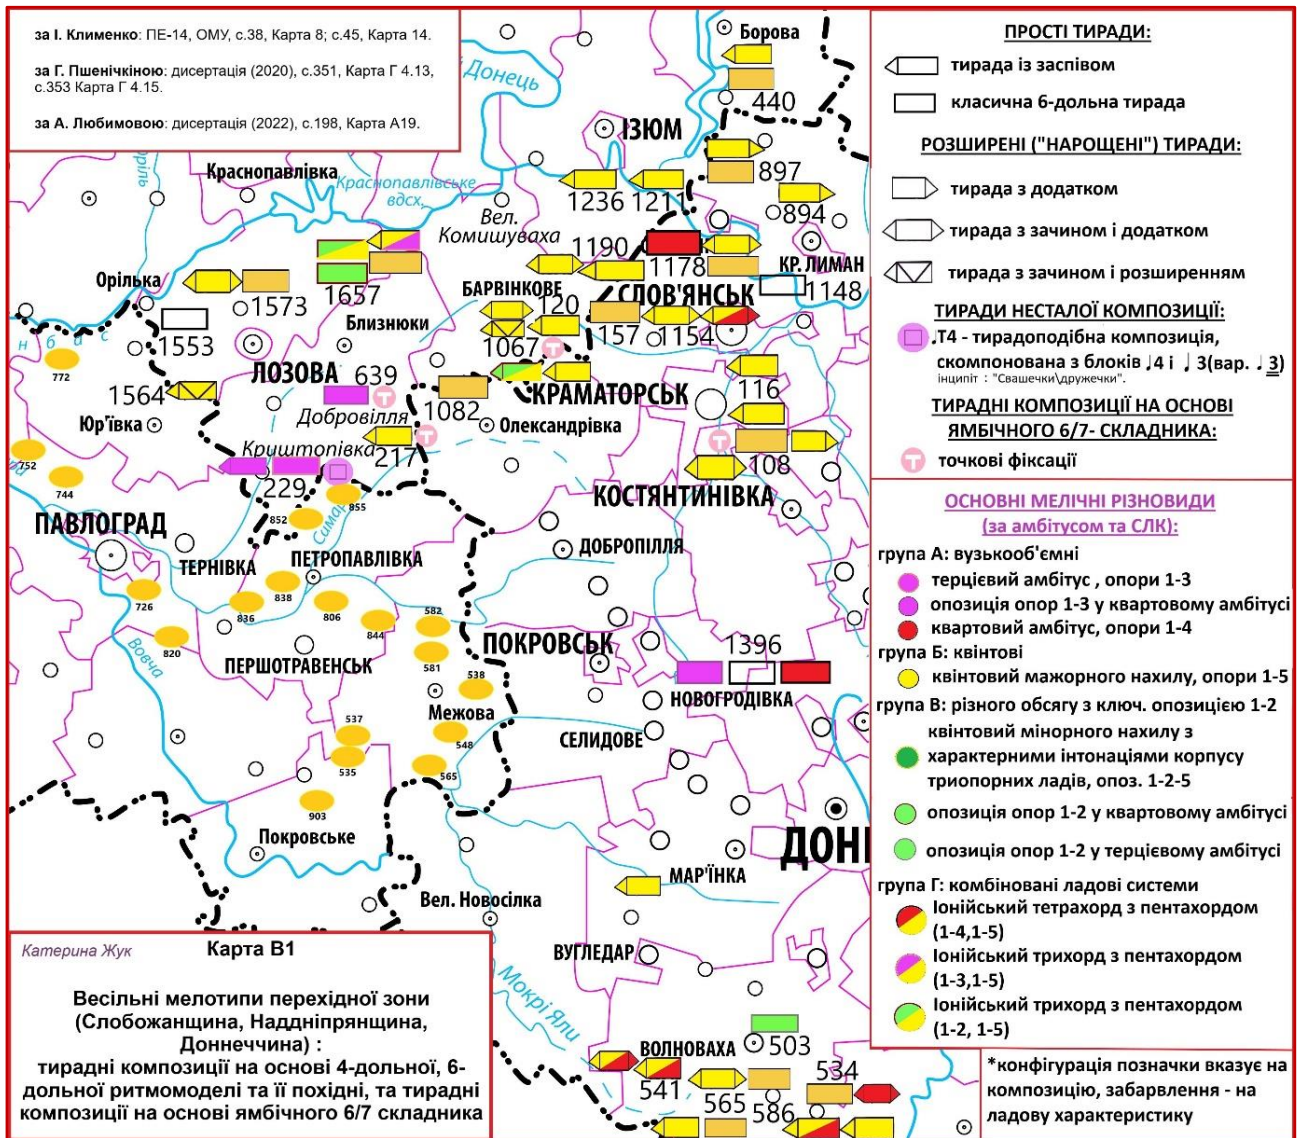 за І. Клименко: ПЕ-14, ОМУ, с.38, Карта 8; с.45, Карта 14.
за Г. Пшенічкіною: дисертація (2020), с.351, Карта Г 4.13,
с.353 Карта Г 4.15.
за А. Любимовою: дисертація (2022), с.198, Карта А19.
Донець
Борова
440
ІЗЮМ
Краснопавлівка
Краснопавлівське
вдсх,
897
1236
121
894
Вел.
Комишуваха
1190
1178
КР. ЛИМАН
1148
Орілька
1573
1657
БАРВІНКОВЕ
120
СЛОВ'ЯНСЬК
157
1154
1553
Близнюки
1067
772
ЛОЗОВА
639
КРАМАТОРСЬК
116
1564
Добровілля
1082
Юр'ївка
Олександрівка
Криштопівка
217
108
752
229
744
855
КОСТЯНТИНІВКА
852
ПАВЛОГРАД
ДОБРОПІЛЛЯ
ТЕРНІВКА
ПЕТРОПАВЛІВКА
726
838
836
806
844
582
820
ПЕРШОТРАВЕНСЬК
581
ПОКРОВСЬК
1396
Вовча
538
НОВОГРОДІВКА
Межова
537
548
СЕЛИДОВЕ
535
565
903
Покровське
МАР'ЇНКА
Вел. Новосілка
ВУГЛЕДАР
Мокрі Яли
503
ВОЛНОВАХА
541
565
534
586
ПРОСТІ ТИРАДИ:
тирада із заспівом
класична 6-дольна тирада
РОЗШИРЕНІ ("НАРОЩЕНІ") ТИРАДИ:
тирада з додатком
тирада з зачином і додатком
тирада з зачином і розширенням
ТИРАДИ НЕСТАЛОЇ КОМПОЗИЦІЇ:
.Т4 - тирадоподібна композиція,
скомпонована з блоків ♩4 і ♩ 3(вар. ♩ 3)
інципіт : "Свашечки\дружечки".
ТИРАДНІ КОМПОЗИЦІЇ НА ОСНОВІ
ЯМБІЧНОГО 6/7- СКЛАДНИКА:
Т точкові фіксації
ОСНОВНІ МЕЛІЧНІ РІЗНОВИДИ
(за амбітусом та СЛК):
група А: вузькооб'ємні
терцієвий амбітус , опори 1-3
опозиція опор 1-3 у квартовому амбітусі
квартовий амбітус, опори 1-4
група Б: квінтові
квінтовий мажорного нахилу, опори 1-5
група В: різного обсягу з ключ. опозицією 1-2
квінтовий мінорного нахилу з
характерними інтонаціями корпусу
триопорних ладів, опоз. 1-2-5
опозиція опор 1-2 у квартовому амбітусі
опозиція опор 1-2 у терцієвому амбітусі
група Г: комбіновані ладові системи
Іонійський тетрахорд з пентахордом
(1-4,1-5)
Іонійський трихорд з пентахордом
(1-3,1-5)
Іонійський трихорд з пентахордом
(1-2, 1-5)
*конфігурація позначки вказує на
композицію, забарвлення - на
ладову характеристику
Катерина Жук
Карта В1
Весільні мелотипи перехідної зони
(Слобожанщина, Наддніпрянщина,
Доннеччина) :
тирадні композиції на основі 4-дольної, 6-
дольної ритмомоделі та її похідні, та тирадні
композиції на основі ямбічного 6/7 складника